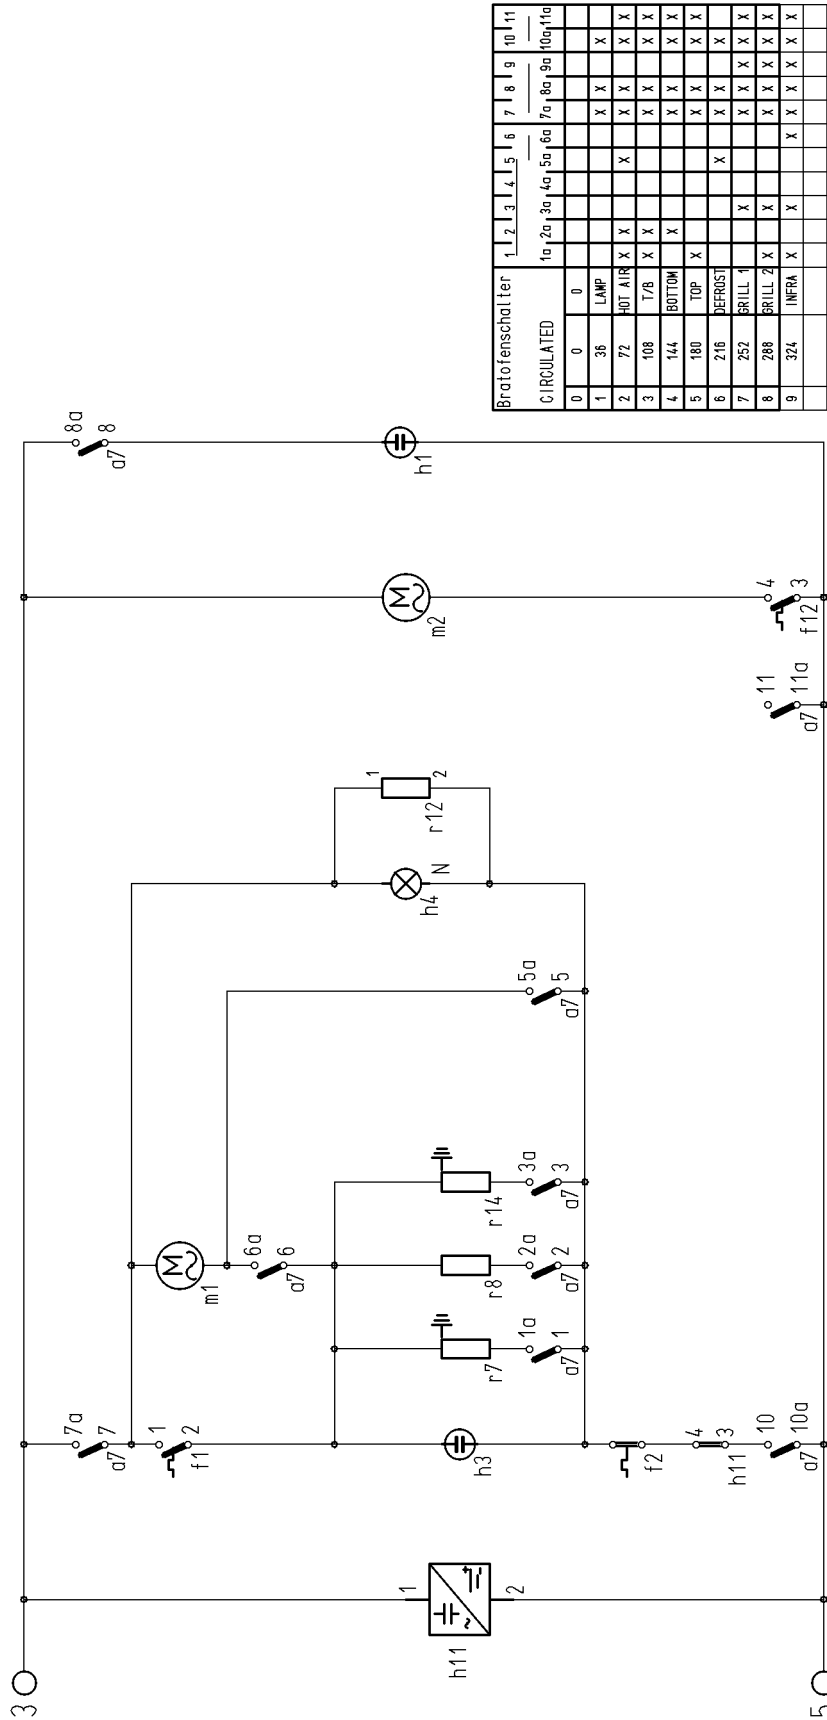 3
7a 8a
7 8
a7 a7
1
2
f1
M
m1
6a
6
a7
1
h11
2
h3
r7
r8
r14
h4
N
1
r12
2
M
m2
h1
1a 2a 3a 5a
1 2 3 5
a7 a7 a7 a7
f2
4
3
h11
10
10a
a7
11
11a
a7
4
3
f12
5
Bratofenschalter 1 2 3 4 5 6 7 8 9 10 11
CIRCULATED 1a 2a 3a 4a 5a 6a 7a 8a 9a 10a 11a
0 0 0
1 36 LAMP X X X
2 72 HOT AIR X X X X X X X
3 108 T/B X X X X X X
4 144 BOTTOM X X X X X
5 180 TOP X X X X X
6 216 DEFROST X X X X
7 252 GRILL 1 X X X X X X
8 288 GRILL 2 X X X X X X X
9 324 INFRA X X X X X X X X